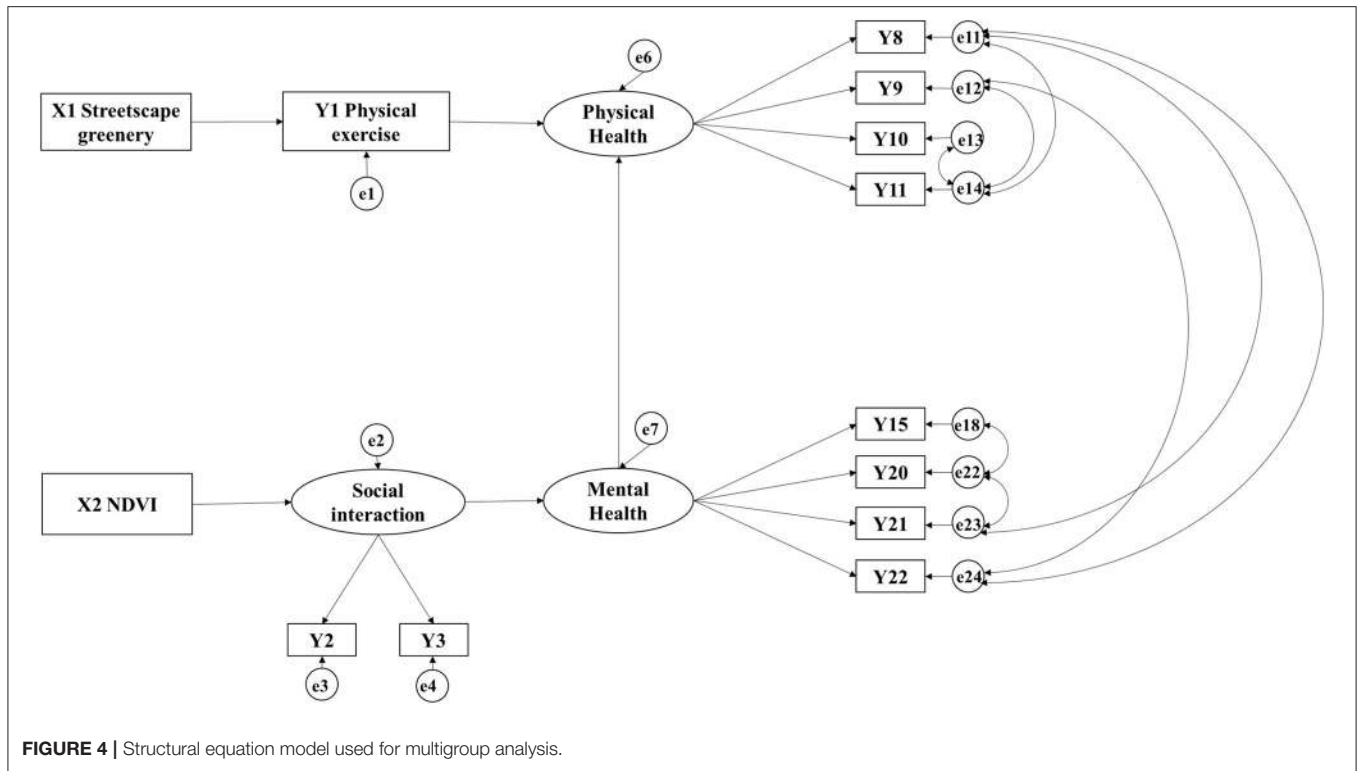 Y8
e11
e6
Y9
e12
X1 Streetscape
greenery
Y1 Physical
exercise
Physical
Health
Y10
e13
Y11
e14
e1
Y15
e18
e2
e7
Y20
e22
X2 NDVI
Social
interaction
Mental
Health
Y21
e23
Y22
e24
Y2
Y3
e3
e4
FIGURE 4 | Structural equation model used for multigroup analysis.